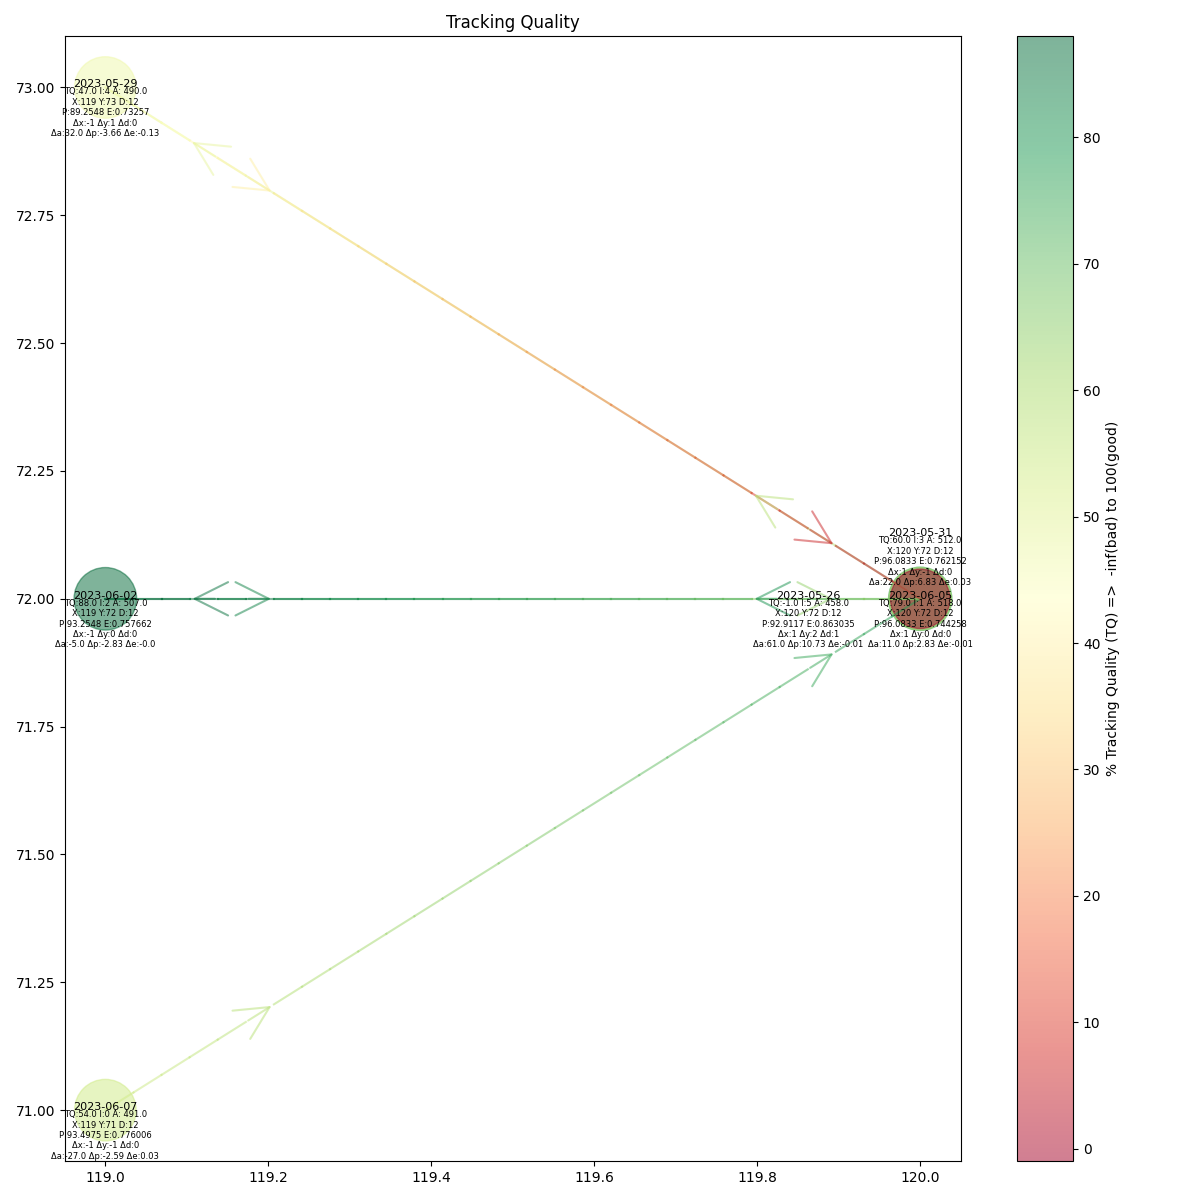 Tracking Quality
73.00
72.75
72.50
72.25
72.00
71.75
71.50
71.25
71.00
2023-05-29
TQ:47.0 I:4 A: 490.0
X:119 Y:73 D:12
P:89.2548 E:0.73257
Δx:-1 Δy:1 Δd:0
Δa:32.0 Δp:-3.66 Δe:-0.13
2023-05-31
TQ:60.0 I:3 A: 512.0
X:120 Y:72 D:12
P:96.0833 E:0.762152
Δx:1 Δy:-1 Δd:0
Δa:22.0 Δp:6.83 Δe:0.03
2023-06-02
TQ:88.0 I:2 A: 507.0
X:119 Y:72 D:12
P:93.2548 E:0.757662
Δx:-1 Δy:0 Δd:0
Δa:-5.0 Δp:-2.83 Δe:-0.0
2023-05-26
TQ:-1.0 I:5 A: 458.0
X:120 Y:72 D:12
P:92.9117 E:0.863035
Δx:1 Δy:2 Δd:1
Δa:61.0 Δp:10.73 Δe:-0.01
2023-06-05
TQ:79.0 I:1 A: 518.0
X:120 Y:72 D:12
P:96.0833 E:0.744258
Δx:1 Δy:0 Δd:0
Δa:11.0 Δp:2.83 Δe:-0.01
2023-06-07
TQ:54.0 I:0 A: 491.0
X:119 Y:71 D:12
P:93.4975 E:0.776006
Δx:-1 Δy:-1 Δd:0
Δa:-27.0 Δp:-2.59 Δe:0.03
119.0
119.2
119.4
119.6
119.8
120.0
80
70
60
50
40
30
20
10
0
% Tracking Quality (TQ) => -inf(bad) to 100(good)